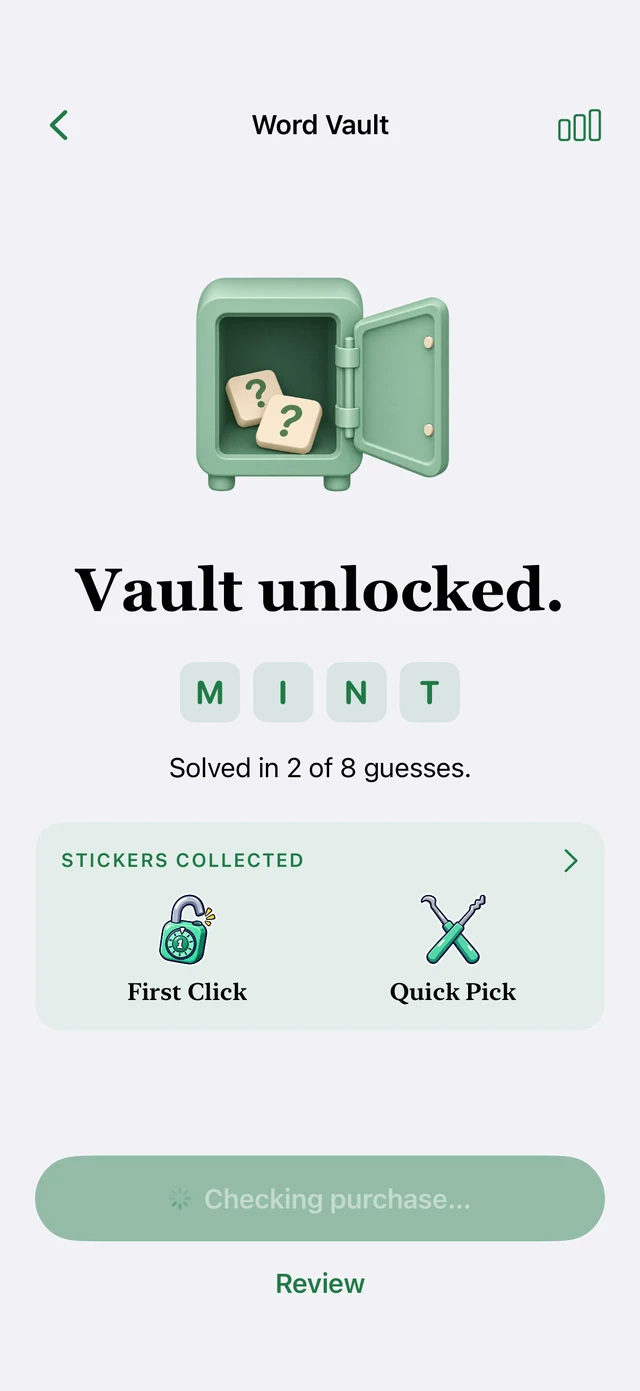 Word Vault
?
?
Vault unlocked.
M I N T
Solved in 2 of 8 guesses.
STICKERS COLLECTED
1
First Click
Quick Pick
Checking purchase...
Review